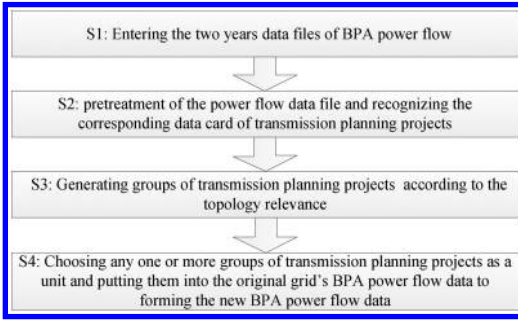 S1: Entering the two years data files of BPA power flow
S2: pretreatment of the power flow data file and recognizing the
corresponding data card of transmission planning projects
S3: Generating groups of transmission planning projects according to the
topology relevance
S4: Choosing any one or more groups of transmission planning projects as a
unit and putting them into the original grid's BPA power flow data to
forming the new BPA power flow data